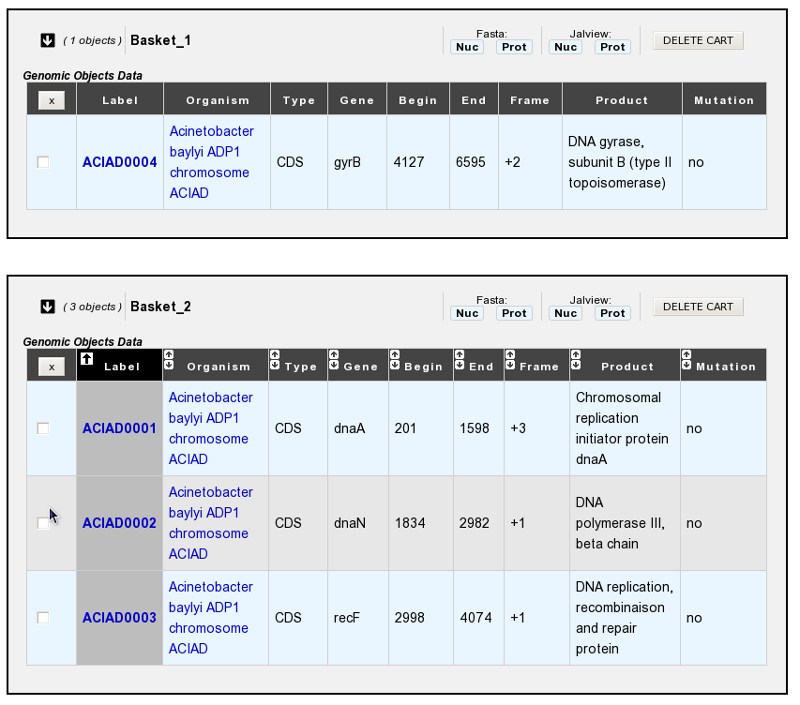 ( 1 objects ) Basket_1 Fasta: Jalview: DELETE CART
Nuc Prot Nuc Prot
Genomic Objects Data
x Label Organism Type Gene Begin End Frame Product Mutation
Acinetobacter
baylyi ADP1
chromosome
ACIAD
ACIAD0004 CDS gyrB 4127 6595 +2
DNA gyrase,
subunit B (type II
topoisomerase)
no
( 3 objects ) Basket_2 Fasta: Jalview: DELETE CART
Nuc Prot Nuc Prot
Genomic Objects Data
x Label Organism Type Gene Begin End Frame Product Mutation
ACIAD0001
Acinetobacter
baylyi ADP1
chromosome
ACIAD
CDS dnaA 201 1598 +3
Chromosomal
replication
initiator protein
dnaA
no
ACIAD0002
Acinetobacter
baylyi ADP1
chromosome
ACIAD
CDS dnaN 1834 2982 +1
DNA
polymerase III,
beta chain
no
ACIAD0003
Acinetobacter
baylyi ADP1
chromosome
ACIAD
CDS recF 2998 4074 +1
DNA replication,
recombinaison
and repair
protein
no